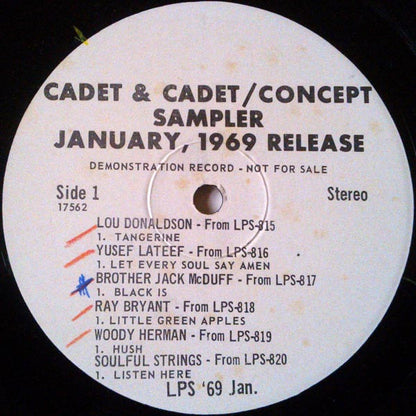 CADET & CADET/CONCEPT
SAMPLER
JANUARY, 1969 RELEASE
DEMONSTRATION RECORD - NOT FOR SALE
Side 1 Stereo
17562
LOU DONALDSON - From LPS-815
1. TANGERINE
YUSEF LATEEF - From LPS-816
1. LET EVERY SOUL SAY AMEN
BROTHER JACK McDUFF - From LPS-817
1. BLACK IS
RAY BRYANT - From LPS-818
1. LITTLE GREEN APPLES
WOODY HERMAN - From LPS-819
1. HUSH
SOULFUL STRINGS - From LPS-820
1. LISTEN HERE
LPS '69 Jan.